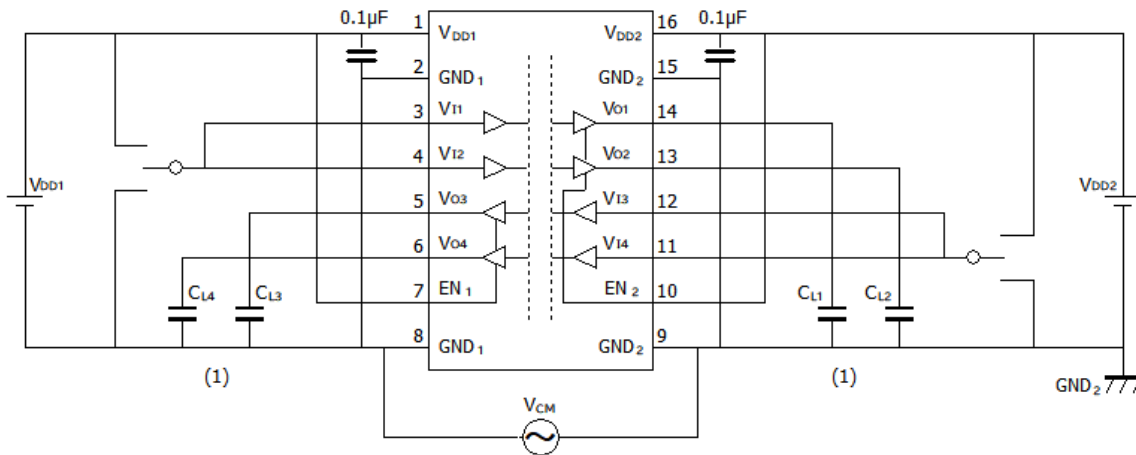 0.1µF 1 VDD1 VDD2 16 0.1µF
2 GND1 GND2 15
3 VI1 VO1 14
4 VI2 VO2 13
VDD1 VDD2
5 VO3 VI3 12
6 VO4 VI4 11
CL4 CL3 7 EN1 EN2 10 CL1 CL2
8 GND1 GND2 9
(1) (1)
GND2
VCM